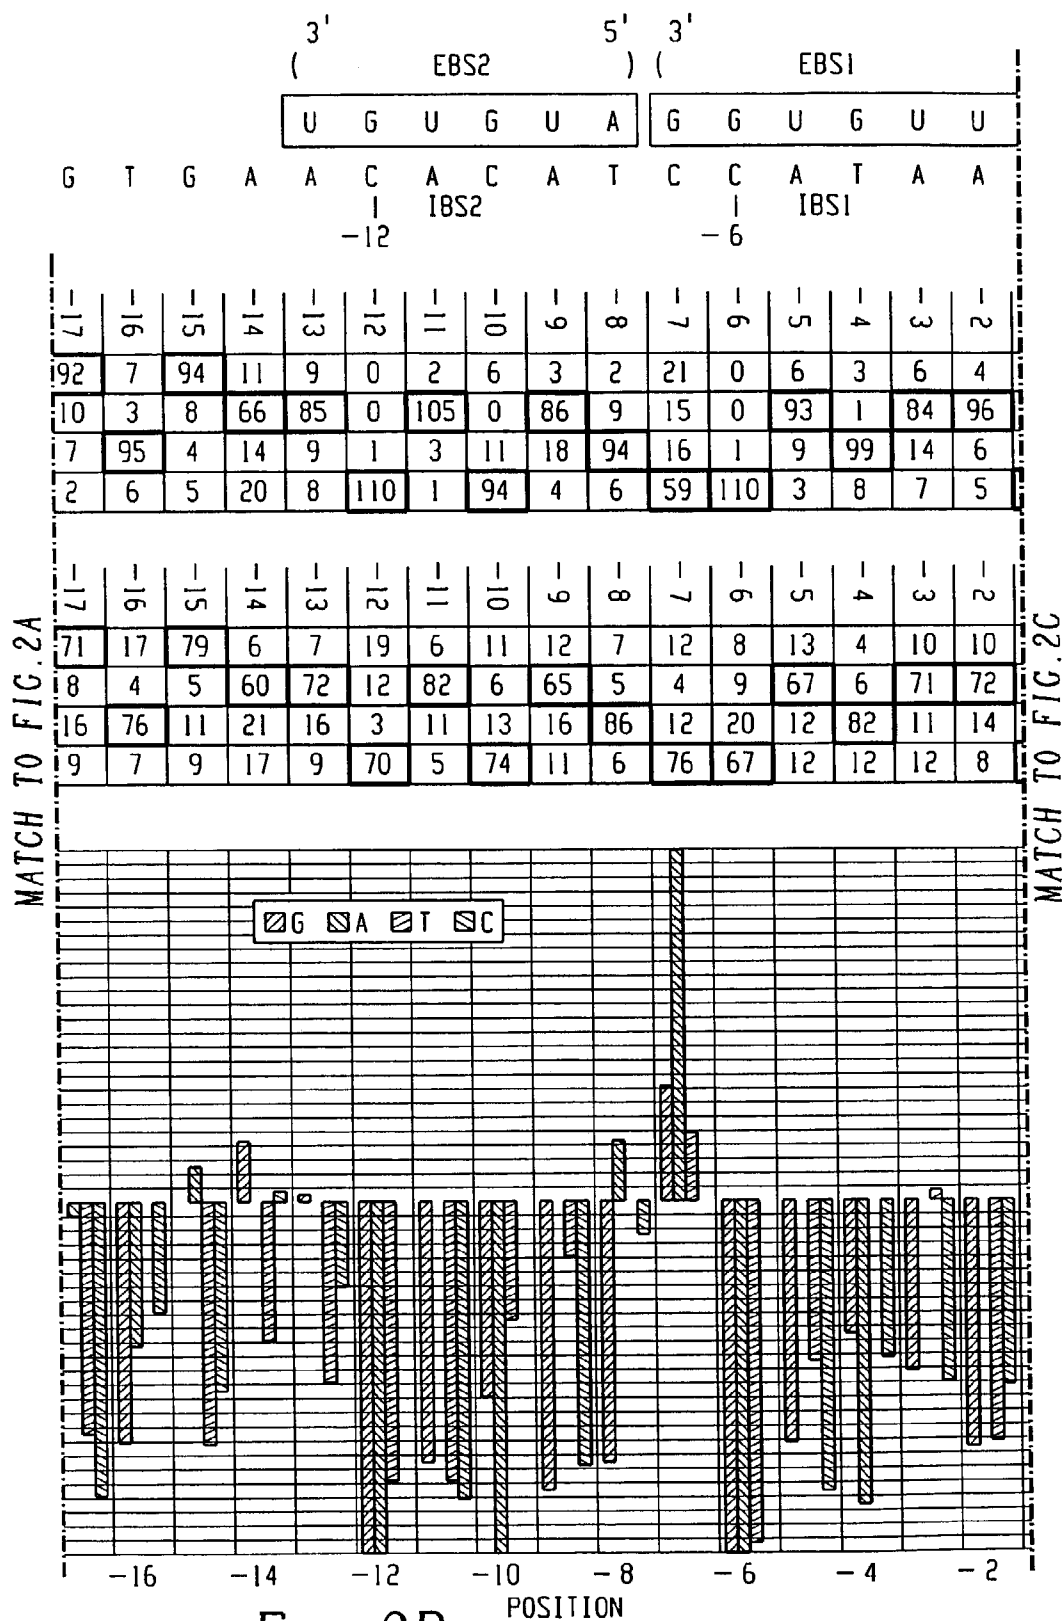 3' 5' 3'
( EBS2 ) ( EBS1
U G U G U A G G U G U U
G T G A A C A C A T C C A T A A
IBS2 IBS1
-12 -6
-17 -16 -15 -14 -13 -12 -11 -10 -9 -8 -7 -6 -5 -4 -3 -2
92 7 94 11 9 0 2 6 3 2 21 0 6 3 6 4
10 3 8 66 85 0 105 0 86 9 15 0 93 1 84 96
7 95 4 14 9 1 3 11 18 94 16 1 9 99 14 6
2 6 5 20 8 110 1 94 4 6 59 110 3 8 7 5
-17 -16 -15 -14 -13 -12 -11 -10 -9 -8 -7 -6 -5 -4 -3 -2
71 17 79 6 7 19 6 11 12 7 12 8 13 4 10 10
8 4 5 60 72 12 82 6 65 5 4 9 67 6 71 72
16 76 11 21 16 3 11 13 16 86 12 20 12 82 11 14
9 7 9 17 9 70 5 74 11 6 76 67 12 12 12 8
MATCH TO FIG.2A
MATCH TO FIG.2C
G A T C
-16 -14 -12 -10 -8 -6 -4 -2
POSITION